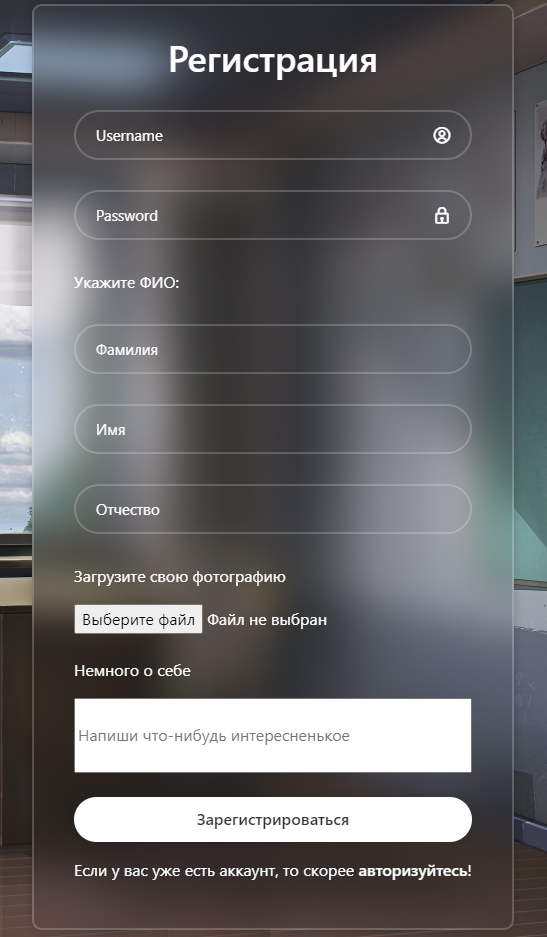 Регистрация
Username
Password
Укажите ФИО:
Фамилия
Имя
Отчество
Загрузите свою фотографию
Выберите файл Файл не выбран
Немного о себе
Напиши что-нибудь интересненькое
Зарегистрироваться
Если у вас уже есть аккаунт, то скорее авторизуйтесь!